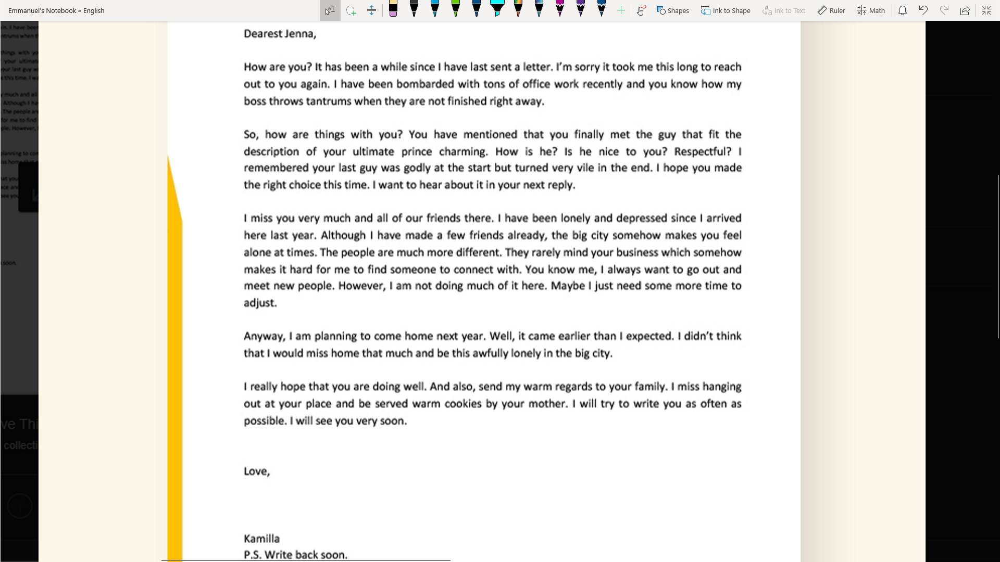 Emmanuel's Notebook » English
Shapes
Ink to Shape
Ink to Text
Ruler
Math
Dearest Jenna,
How are you? It has been a while since I have last sent a letter. I'm sorry it took me this long to reach
out to you again. I have been bombarded with tons of office work recently and you know how my
boss throws tantrums when they are not finished right away.
So, how are things with you? You have mentioned that you finally met the guy that fit the
description of your ultimate prince charming. How is he? Is he nice to you? Respectful? I
remembered your last guy was godly at the start but turned very vile in the end. I hope you made
the right choice this time. I want to hear about it in your next reply.
I miss you very much and all of our friends there. I have been lonely and depressed since I arrived
here last year. Although I have made a few friends already, the big city somehow makes you feel
alone at times. The people are much more different. They rarely mind your business which somehow
makes it hard for me to find someone to connect with. You know me, I always want to go out and
meet new people. However, I am not doing much of it here. Maybe I just need some more time to
adjust.
Anyway, I am planning to come home next year. Well, it came earlier than I expected. I didn't think
that I would miss home that much and be this awfully lonely in the big city.
I really hope that you are doing well. And also, send my warm regards to your family. I miss hanging
out at your place and be served warm cookies by your mother. I will try to write you as often as
possible. I will see you very soon.
Love,
Kamilla
P.S. Write back soon.